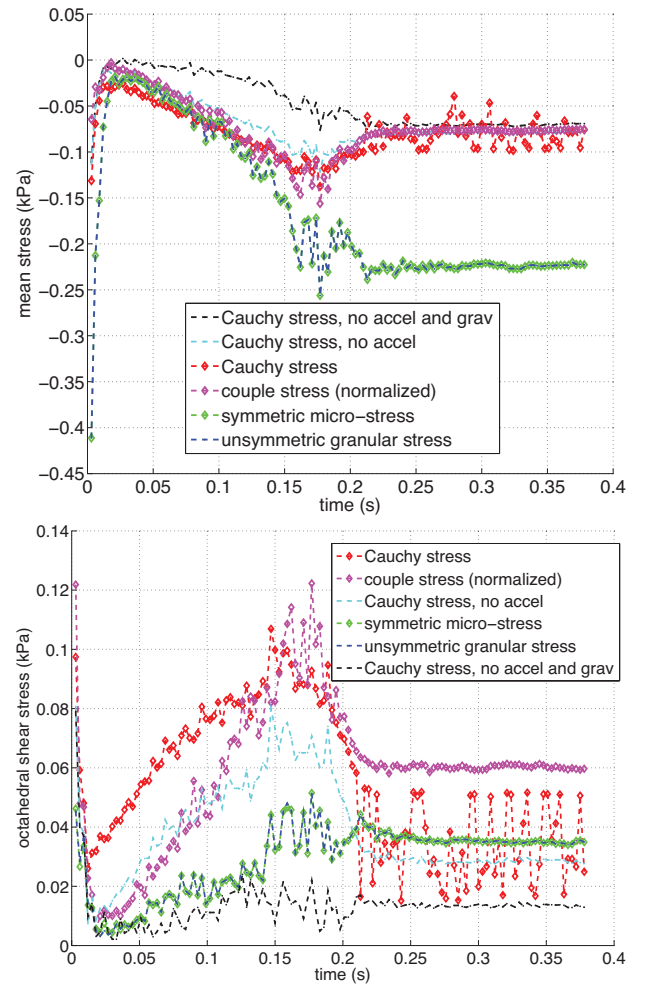 0.05
0
−0.05
−0.1
−0.15
−0.2
−0.25
−0.3
−0.35
−0.4
−0.45
mean stress (kPa)
Cauchy stress, no accel and grav
Cauchy stress, no accel
Cauchy stress
couple stress (normalized)
symmetric micro−stress
unsymmetric granular stress
0 0.05 0.1 0.15 0.2 0.25 0.3 0.35 0.4
time (s)
0.14
0.12
0.1
0.08
0.06
0.04
0.02
0
octahedral shear stress (kPa)
Cauchy stress
couple stress (normalized)
Cauchy stress, no accel
symmetric micro−stress
unsymmetric granular stress
Cauchy stress, no accel and grav
0 0.05 0.1 0.15 0.2 0.25 0.3 0.35 0.4
time (s)